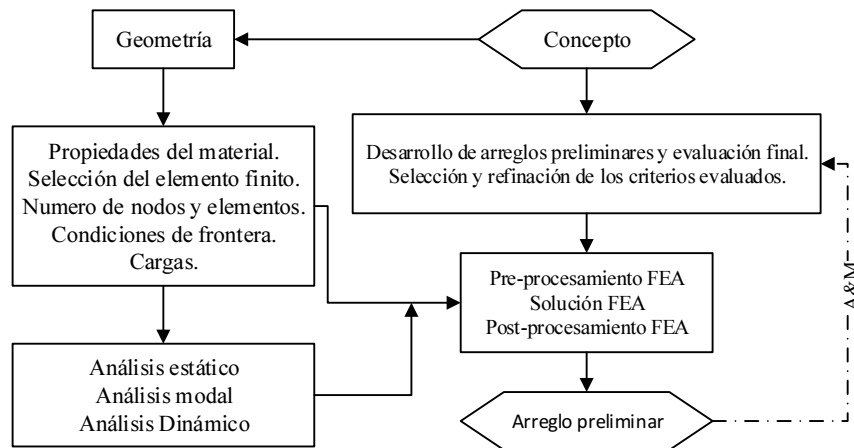 Geometría
Concepto
Propiedades del material.
Selección del elemento finito.
Numero de nodos y elementos.
Condiciones de frontera.
Cargas.
Desarrollo de arreglos preliminares y evaluación final.
Selección y refinación de los criterios evaluados.
Pre-procesamiento FEA
Solución FEA
Post-procesamiento FEA
A&M
Análisis estático
Análisis modal
Análisis Dinámico
Arreglo preliminar